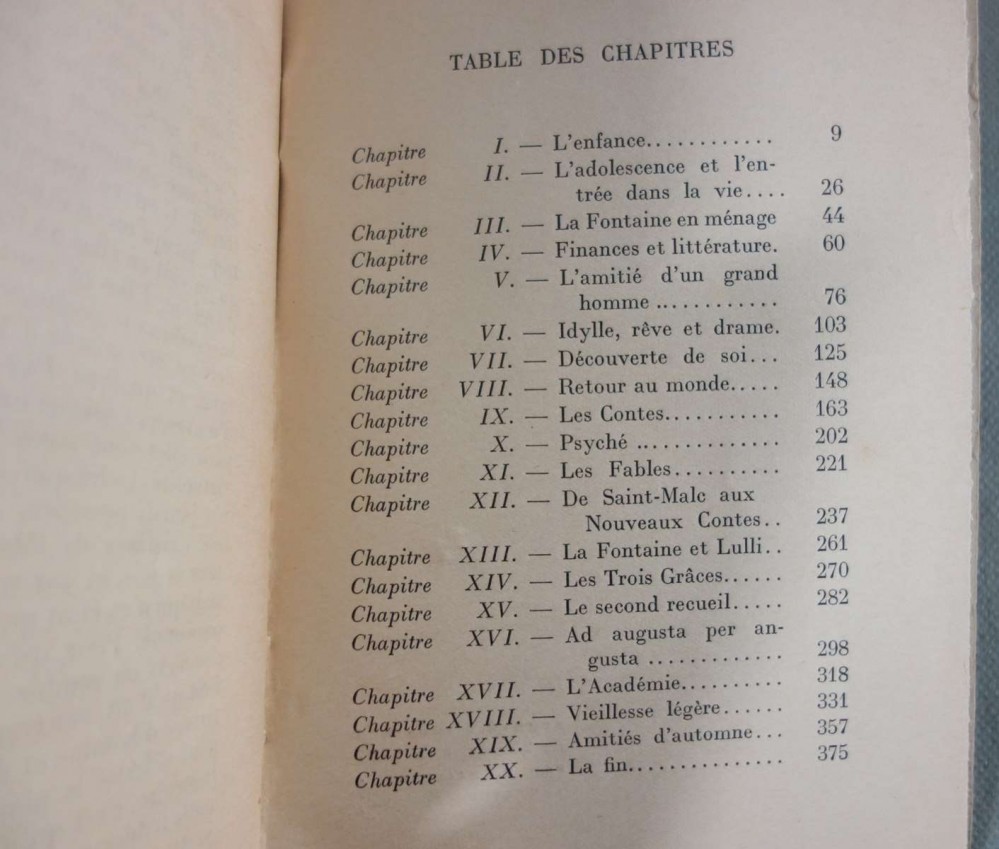 TABLE DES CHAPITRES
Chapitre I. — L'enfance............ 9
Chapitre II. — L'adolescence et l'en-
trée dans la vie.... 26
Chapitre III. — La Fontaine en ménage 44
Chapitre IV. — Finances et littérature. 60
Chapitre V. — L'amitié d'un grand
homme ............ 76
Chapitre VI. — Idylle, rêve et drame. 103
Chapitre VII. — Découverte de soi... 125
Chapitre VIII. — Retour au monde..... 148
Chapitre IX. — Les Contes........... 163
Chapitre X. — Psyché .............. 202
Chapitre XI. — Les Fables.......... 221
Chapitre XII. — De Saint-Malc aux
Nouveaux Contes.. 237
Chapitre XIII. — La Fontaine et Lulli.. 261
Chapitre XIV. — Les Trois Grâces...... 270
Chapitre XV. — Le second recueil..... 282
Chapitre XVI. — Ad augusta per an-
gusta ............. 298
Chapitre XVII. — L'Académie.......... 318
Chapitre XVIII. — Vieillesse légère...... 331
Chapitre XIX. — Amitiés d'automne... 357
Chapitre XX. — La fin............... 375